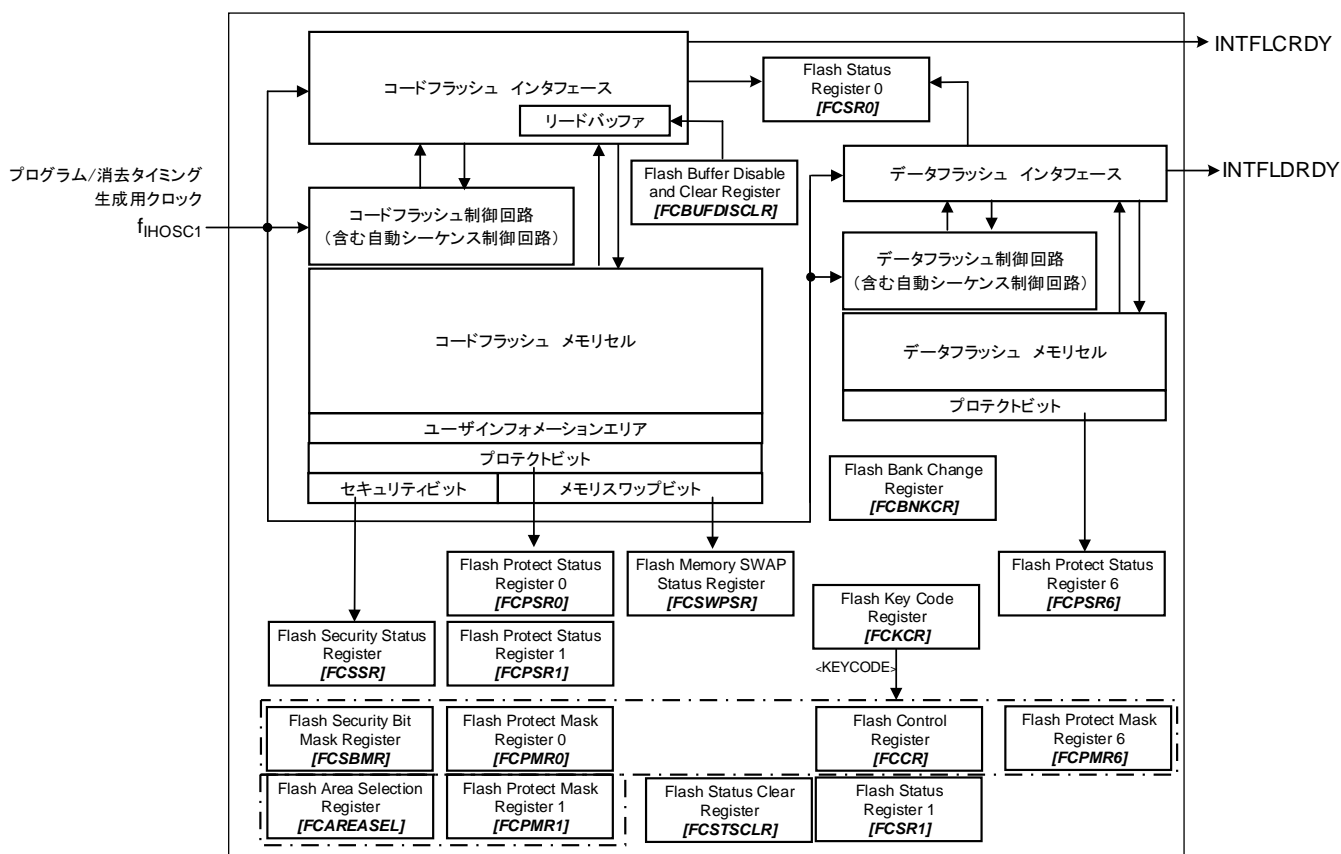 コードフラッシュ インタフェース
リードバッファ
INTFLCRDY
Flash Status
Register 0
[FCSR0]
Flash Buffer Disable
and Clear Register
[FCBUFDISCLR]
データフラッシュ インタフェース
INTFLDRDY
プログラム/消去タイミング
生成用クロック
fIHOSC1
コードフラッシュ制御回路
(含む自動シーケンス制御回路)
データフラッシュ制御回路
(含む自動シーケンス制御回路)
コードフラッシュ メモリセル
データフラッシュ メモリセル
プロテクトビット
ユーザインフォメーションエリア
プロテクトビット
セキュリティビット
メモリスワップビット
Flash Bank Change
Register
[FCBNKCR]
Flash Protect Status
Register 0
[FCPSR0]
Flash Memory SWAP
Status Register
[FCSWPSR]
Flash Protect Status
Register 6
[FCPSR6]
Flash Key Code
Register
[FCKCR]
Flash Security Status
Register
[FCSSR]
Flash Protect Status
Register 1
[FCPSR1]
<KEYCODE>
Flash Security Bit
Mask Register
[FCSBMR]
Flash Protect Mask
Register 0
[FCPMR0]
Flash Control
Register
[FCCR]
Flash Protect Mask
Register 6
[FCPMR6]
Flash Area Selection
Register
[FCAREASEL]
Flash Protect Mask
Register 1
[FCPMR1]
Flash Status Clear
Register
[FCSTSCLR]
Flash Status
Register 1
[FCSR1]